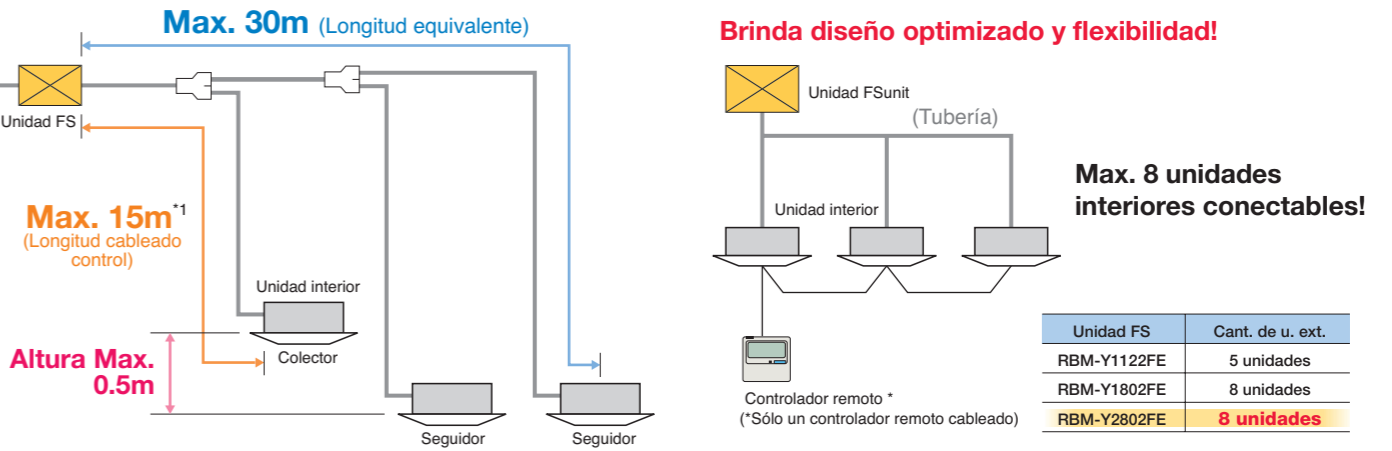 Max. 30m (Longitud equivalente)
Unidad FS
Max. 15m*1
(Longitud cableado
control)
Unidad interior
Colector
Altura Max.
0.5m
Seguidor
Seguidor
Brinda diseño optimizado y flexibilidad!
Unidad FSunit
(Tubería)
Max. 8 unidades
interiores conectables!
Unidad interior
Controlador remoto *
(*Sólo un controlador remoto cableado)
Unidad FS Cant. de u. ext.
RBM-Y1122FE 5 unidades
RBM-Y1802FE 8 unidades
RBM-Y2802FE 8 unidades